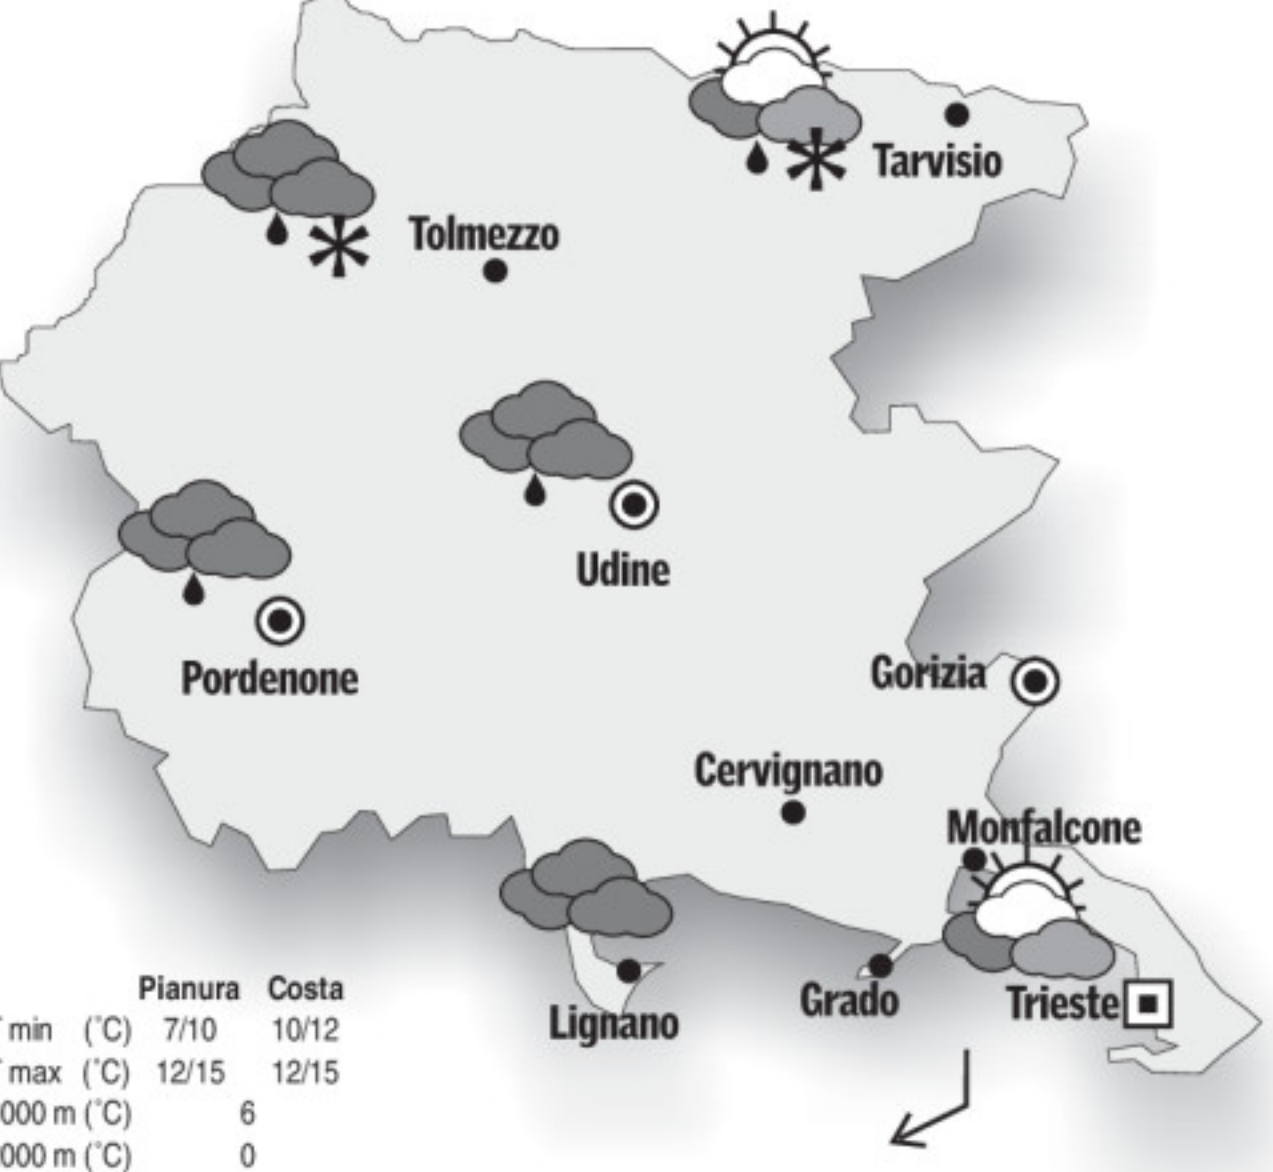 Tarvisio
Tolmezzo
Udine
Pordenone
Gorizia
Cervignano
Monfalcone
Grado
Trieste
Lignano
Pianura Costa
min (°C) 7/10 10/12
max (°C) 12/15 12/15
000 m (°C) 6
000 m (°C) 0